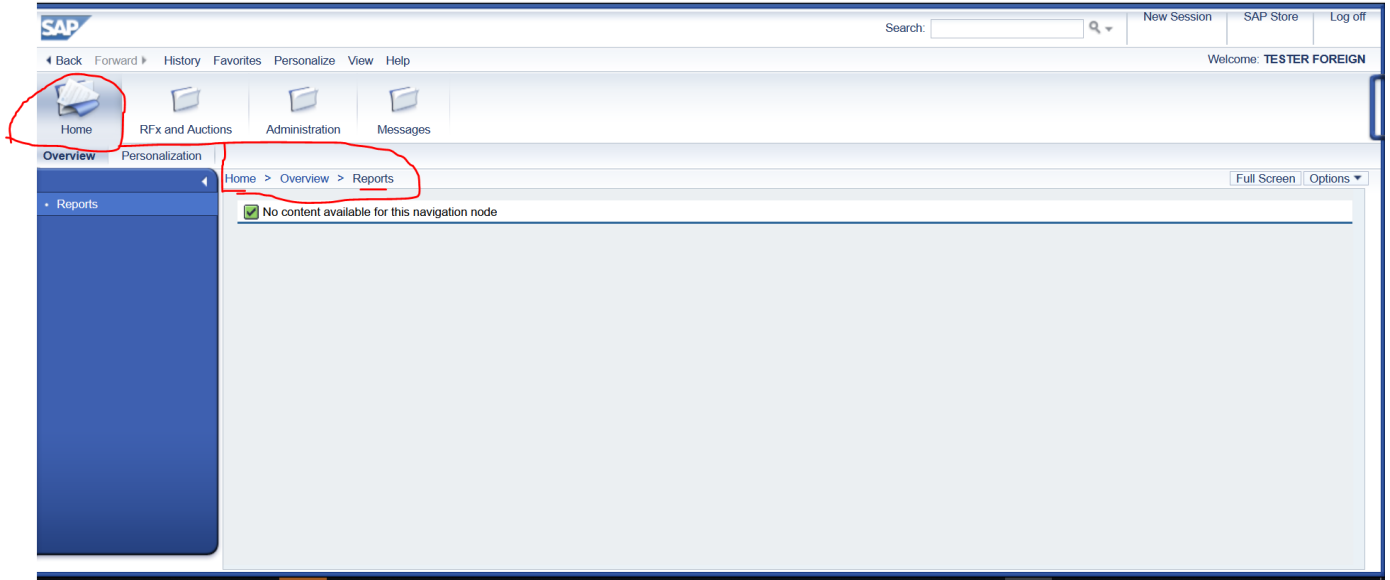 SAP Search: New Session SAP Store Log off
Back Forward History Favorites Personalize View Help Welcome: TESTER FOREIGN
Home RFx and Auctions Administration Messages
Overview Personalization
Home > Overview > Reports Full Screen Options
• Reports
No content available for this navigation node